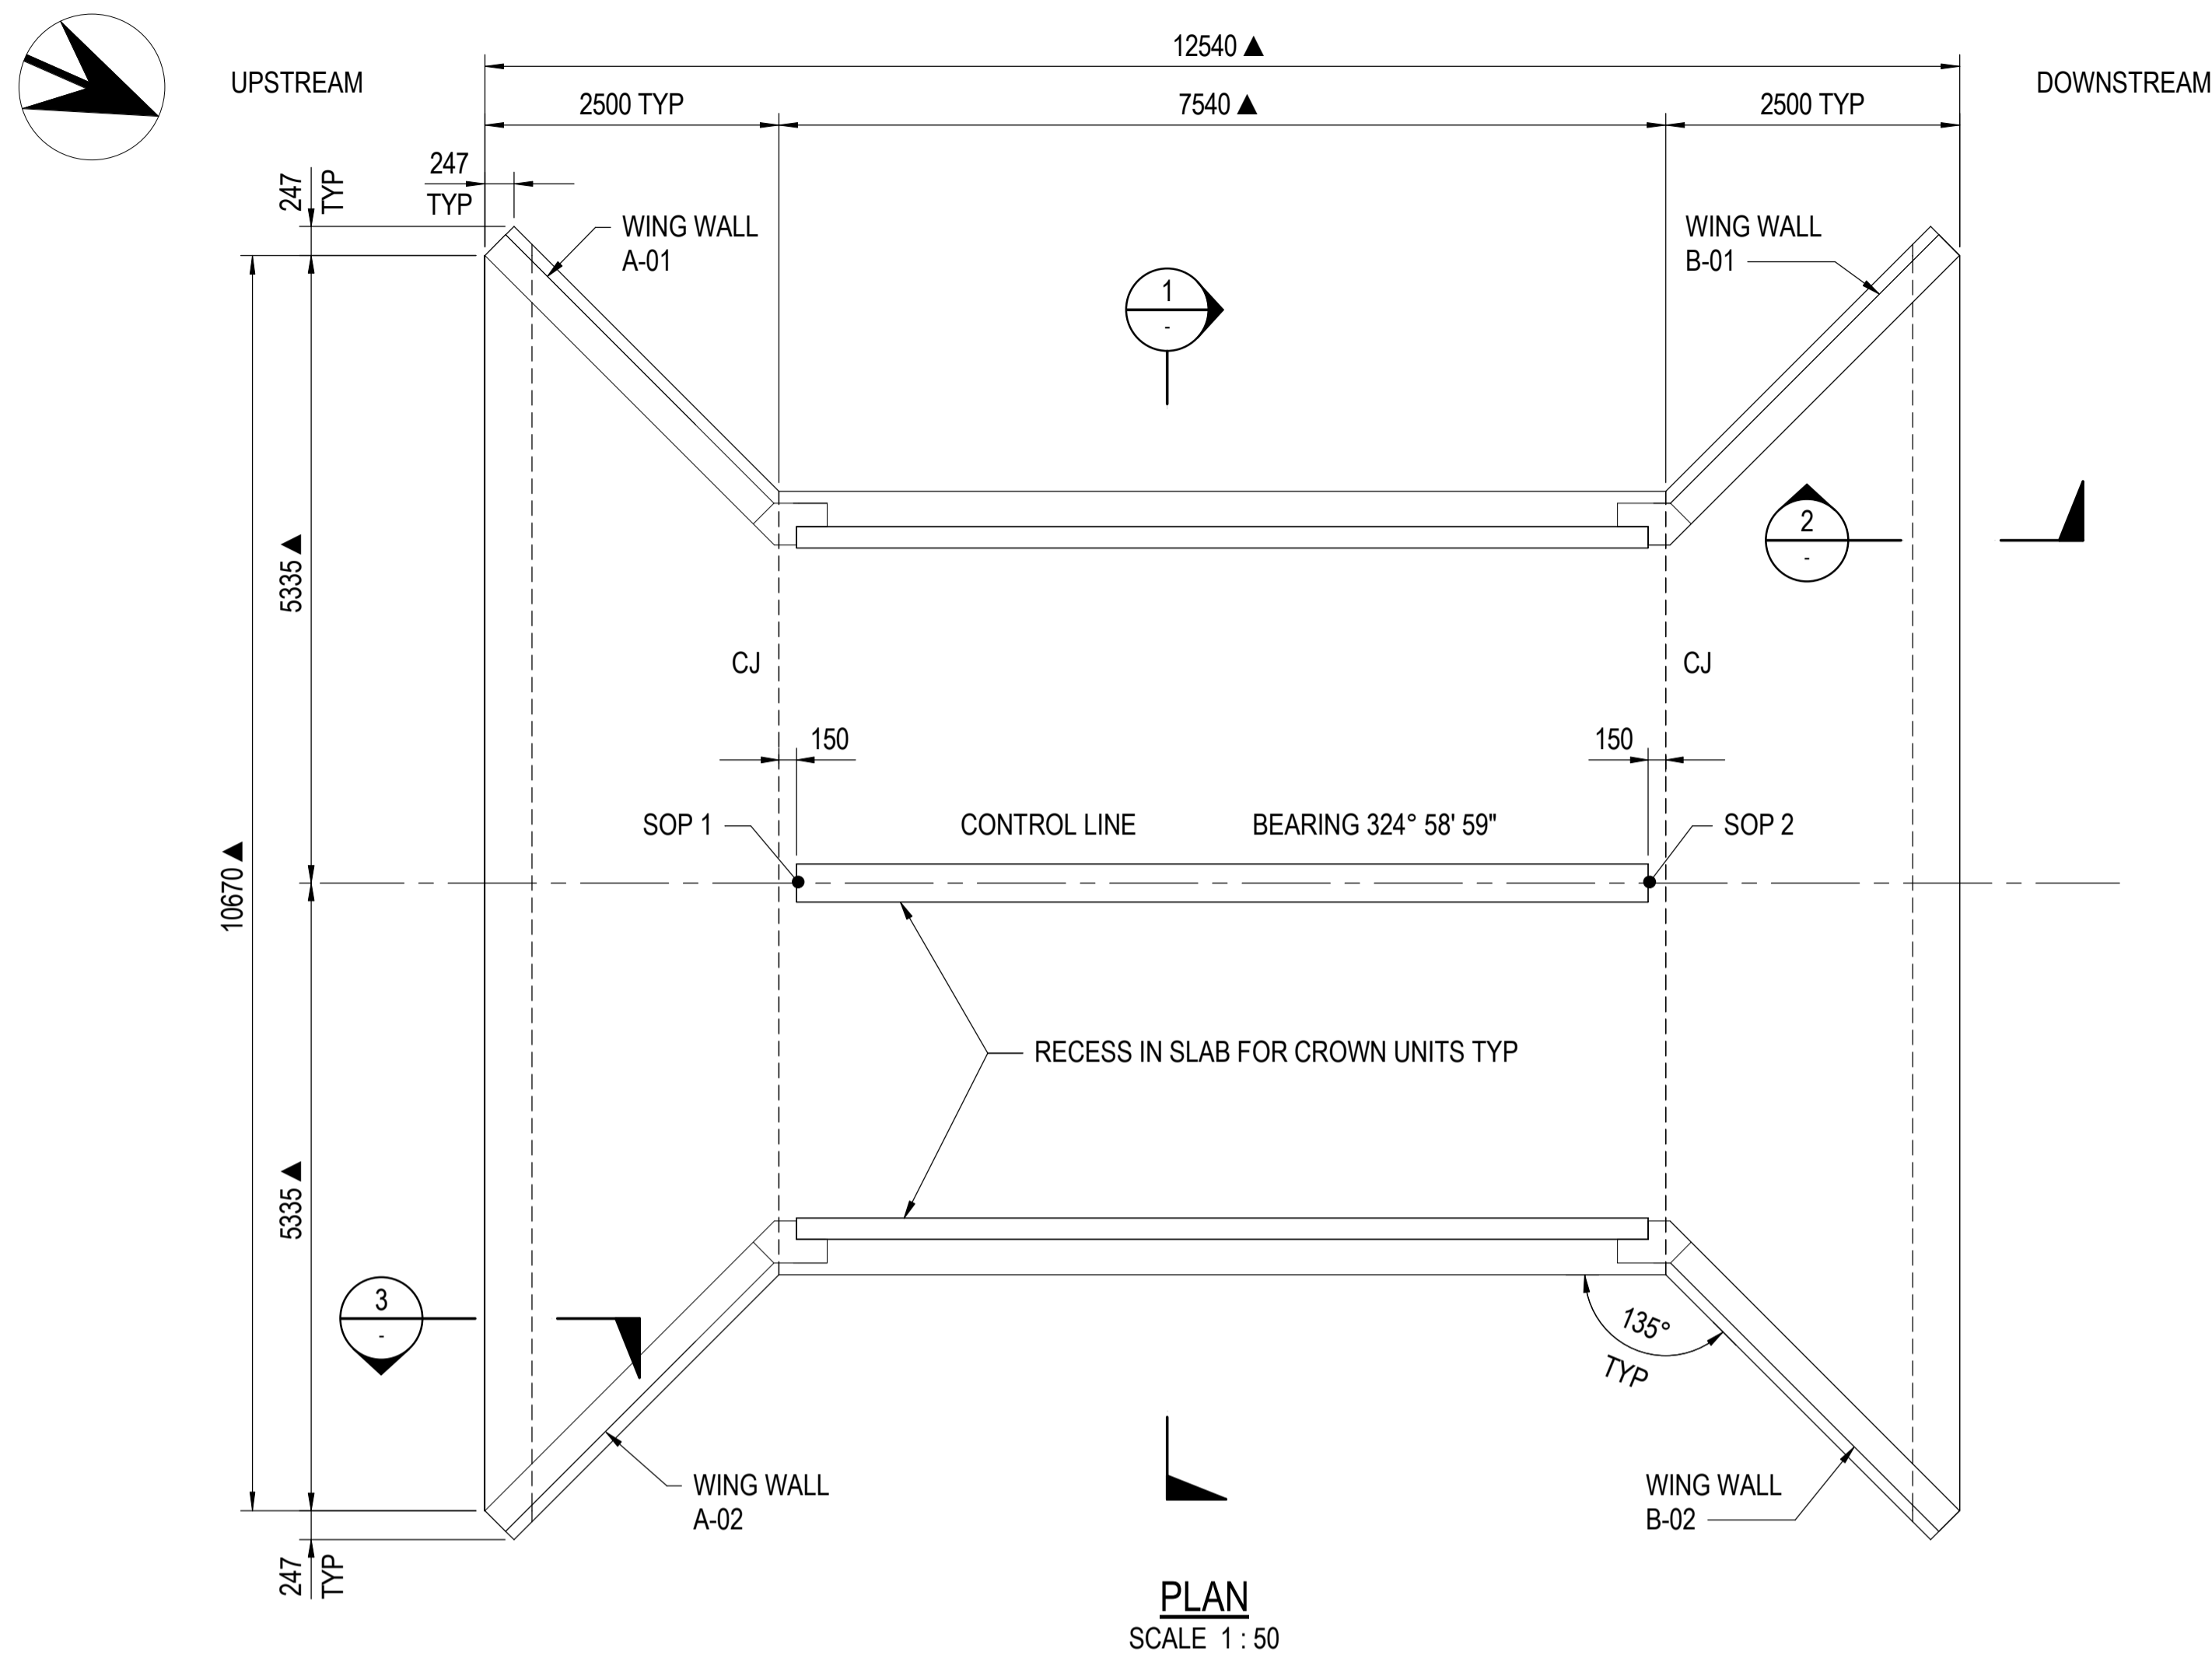 12540 ▲
UPSTREAM
DOWNSTREAM
2500 TYP
7540 ▲
2500 TYP
247
TYP
247
TYP
WING WALL
A-01
WING WALL
B-01
1
-
2
-
5335 ▲
CJ
CJ
150
150
SOP 1
CONTROL LINE
BEARING 324° 58' 59"
SOP 2
10670 ▲
RECESS IN SLAB FOR CROWN UNITS TYP
5335 ▲
3
-
135°
TYP
WING WALL
A-02
WING WALL
B-02
247
TYP
PLAN
SCALE 1 : 50